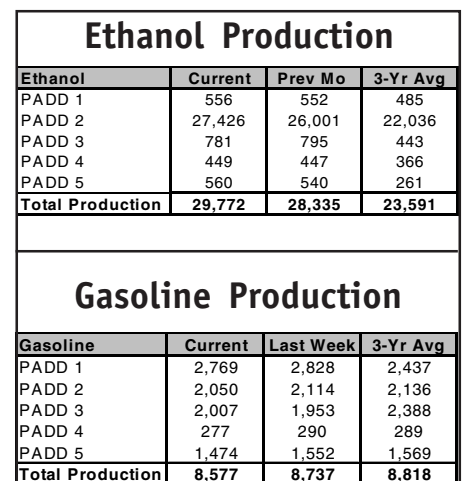 Ethanol Production
Ethanol Current Prev Mo 3-Yr Avg
PADD 1 556 552 485
PADD 2 27,426 26,001 22,036
PADD 3 781 795 443
PADD 4 449 447 366
PADD 5 560 540 261
Total Production 29,772 28,335 23,591
Gasoline Production
Gasoline Current Last Week 3-Yr Avg
PADD 1 2,769 2,828 2,437
PADD 2 2,050 2,114 2,136
PADD 3 2,007 1,953 2,388
PADD 4 277 290 289
PADD 5 1,474 1,552 1,569
Total Production 8,577 8,737 8,818